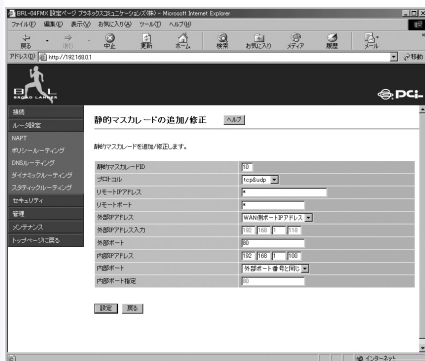 BRL-04FMX 設定ページ プラネックスコミュニケーションズ(株) - Microsoft Internet Explorer
ファイル(F) 編集(E) 表示(V) お気に入り(A) ツール(T) ヘルプ(H)
戻る 中止 更新 ホーム 検索 お気に入り メディア 履歴 メール
アドレス(D) http://192.168.0.1 移動
BROAD LANNER
PCi
接続
ルータ設定
NAPT
ポリシールーティング
DNSルーティング
ダイナミックルーティング
スタティックルーティング
セキュリティ
管理
メンテナンス
トップページに戻る
静的マスカレードの追加/修正 ヘルプ
静的マスカレードを追加/修正します。
静的マスカレードID 10
プロトコル tcp&udp
リモートIPアドレス *
リモートポート *
外部IPアドレス WAN側ポートIPアドレス
外部IPアドレス入力 192 168 1 110
外部ポート 80
内部IPアドレス 192 168 1 100
内部ポート 外部ポート番号と同じ
内部ポート指定 80
設定 戻る
インターネット